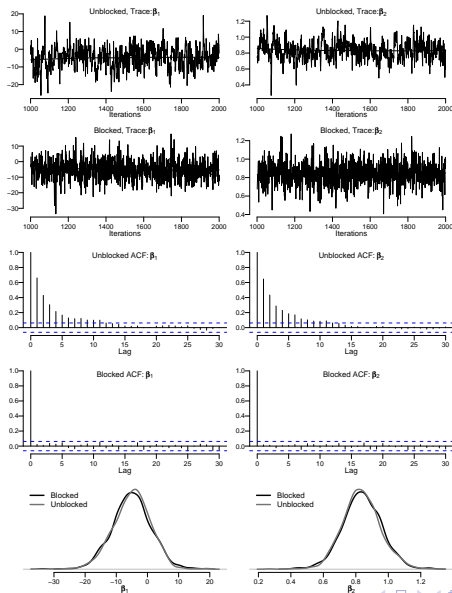 Unblocked, Trace:β1
Unblocked, Trace:β2
20
10
0
−10
−20
1.2
1.0
0.8
0.6
0.4
1000 1200 1400 1600 1800 2000
1000 1200 1400 1600 1800 2000
Iterations
Iterations
Blocked, Trace:β1
Blocked, Trace:β2
10
0
−10
−20
−30
1.2
1.0
0.8
0.6
0.4
1000 1200 1400 1600 1800 2000
1000 1200 1400 1600 1800 2000
Iterations
Iterations
Unblocked ACF: β1
Unblocked ACF: β2
1.0
0.8
0.6
0.4
0.2
0.0
1.0
0.8
0.6
0.4
0.2
0.0
0 5 10 15 20 25 30
0 5 10 15 20 25 30
Lag
Lag
Blocked ACF: β1
Blocked ACF: β2
1.0
0.8
0.6
0.4
0.2
0.0
1.0
0.8
0.6
0.4
0.2
0.0
0 5 10 15 20 25 30
0 5 10 15 20 25 30
Lag
Lag
Blocked
Unblocked
Blocked
Unblocked
−30 −20 −10 0 10 20
0.2 0.4 0.6 0.8 1.0 1.2
β1
β2